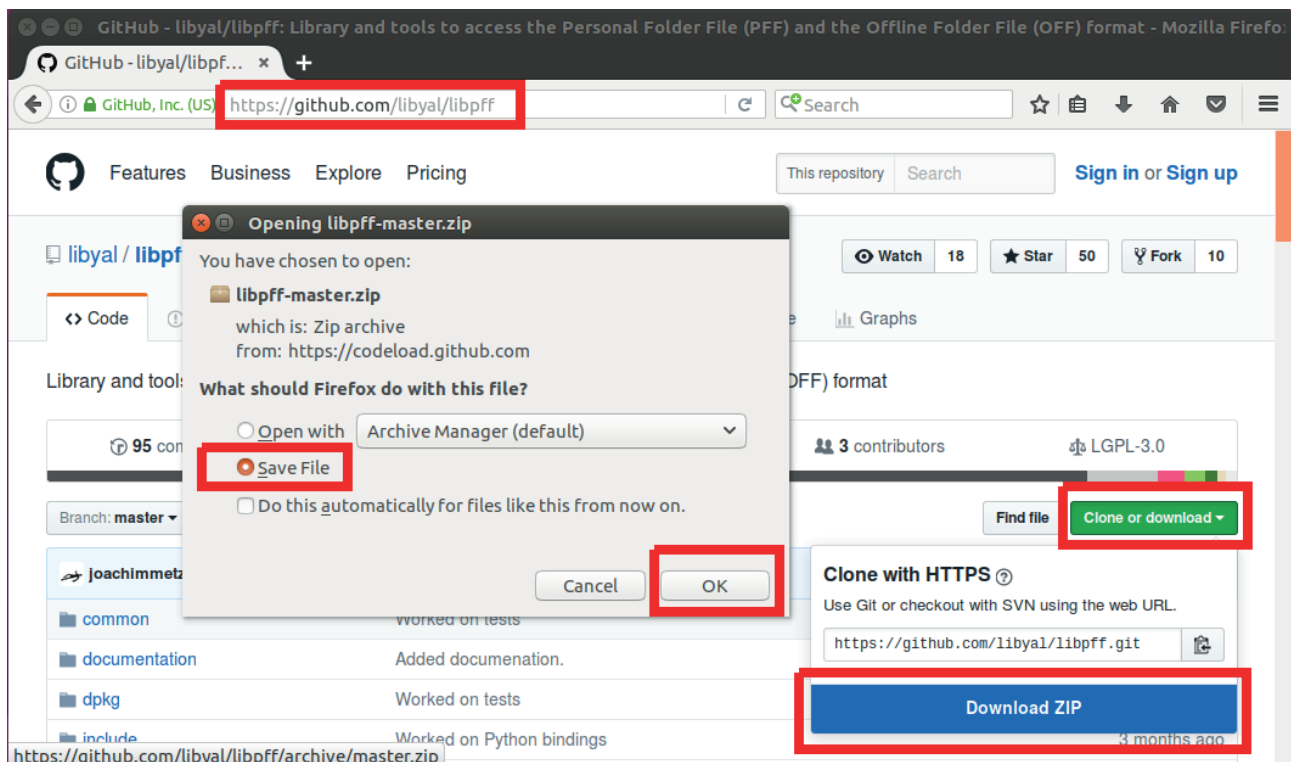 GitHub - libyal/libpff: Library and tools to access the Personal Folder File (PFF) and the Offline Folder File (OFF) format - Mozilla Firefo
GitHub - libyal/libpf...
GitHub, Inc. (US) https://github.com/libyal/libpff Search
Features Business Explore Pricing This repository Search Sign in or Sign up
Opening libpff-master.zip
libyal / libpf Watch 18 Star 50 Fork 10
You have chosen to open:
libpff-master.zip
which is: Zip archive
from: https://codeload.github.com
Code Graphs
Library and tools OFF) format
What should Firefox do with this file?
Open with Archive Manager (default)
95 com 3 contributors LGPL-3.0
Save File
Do this automatically for files like this from now on.
Branch: master Find file Clone or download
Cancel OK
joachimmetz
Clone with HTTPS
Use Git or checkout with SVN using the web URL.
https://github.com/libyal/libpff.git
common Worked on tests
documentation Added documenation.
dpkg Worked on tests
Download ZIP
include Worked on Python bindings 3 months ago
https://github.com/libyal/libpff/archive/master.zip